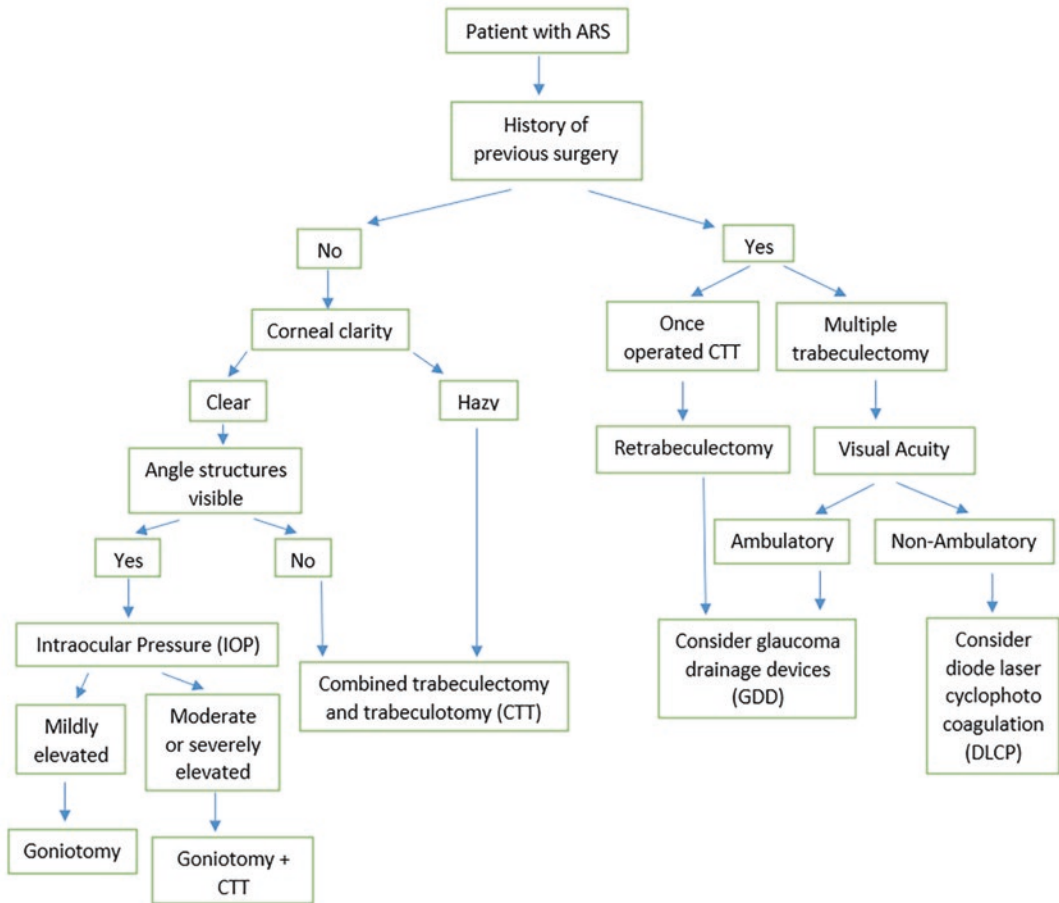 Patient with ARS
History of
previous surgery
No
Yes
Corneal clarity
Once
operated CTT
Multiple
trabeculectomy
Clear
Hazy
Retrabeculectomy
Visual Acuity
Angle structures
visible
Yes
No
Ambulatory
Non-Ambulatory
Intraocular Pressure (IOP)
Combined trabeculectomy
and trabeculotomy (CTT)
Consider glaucoma
drainage devices
(GDD)
Consider
diode laser
cyclophoto
coagulation
(DLCP)
Mildly
elevated
Moderate
or severely
elevated
Goniotomy
Goniotomy +
CTT